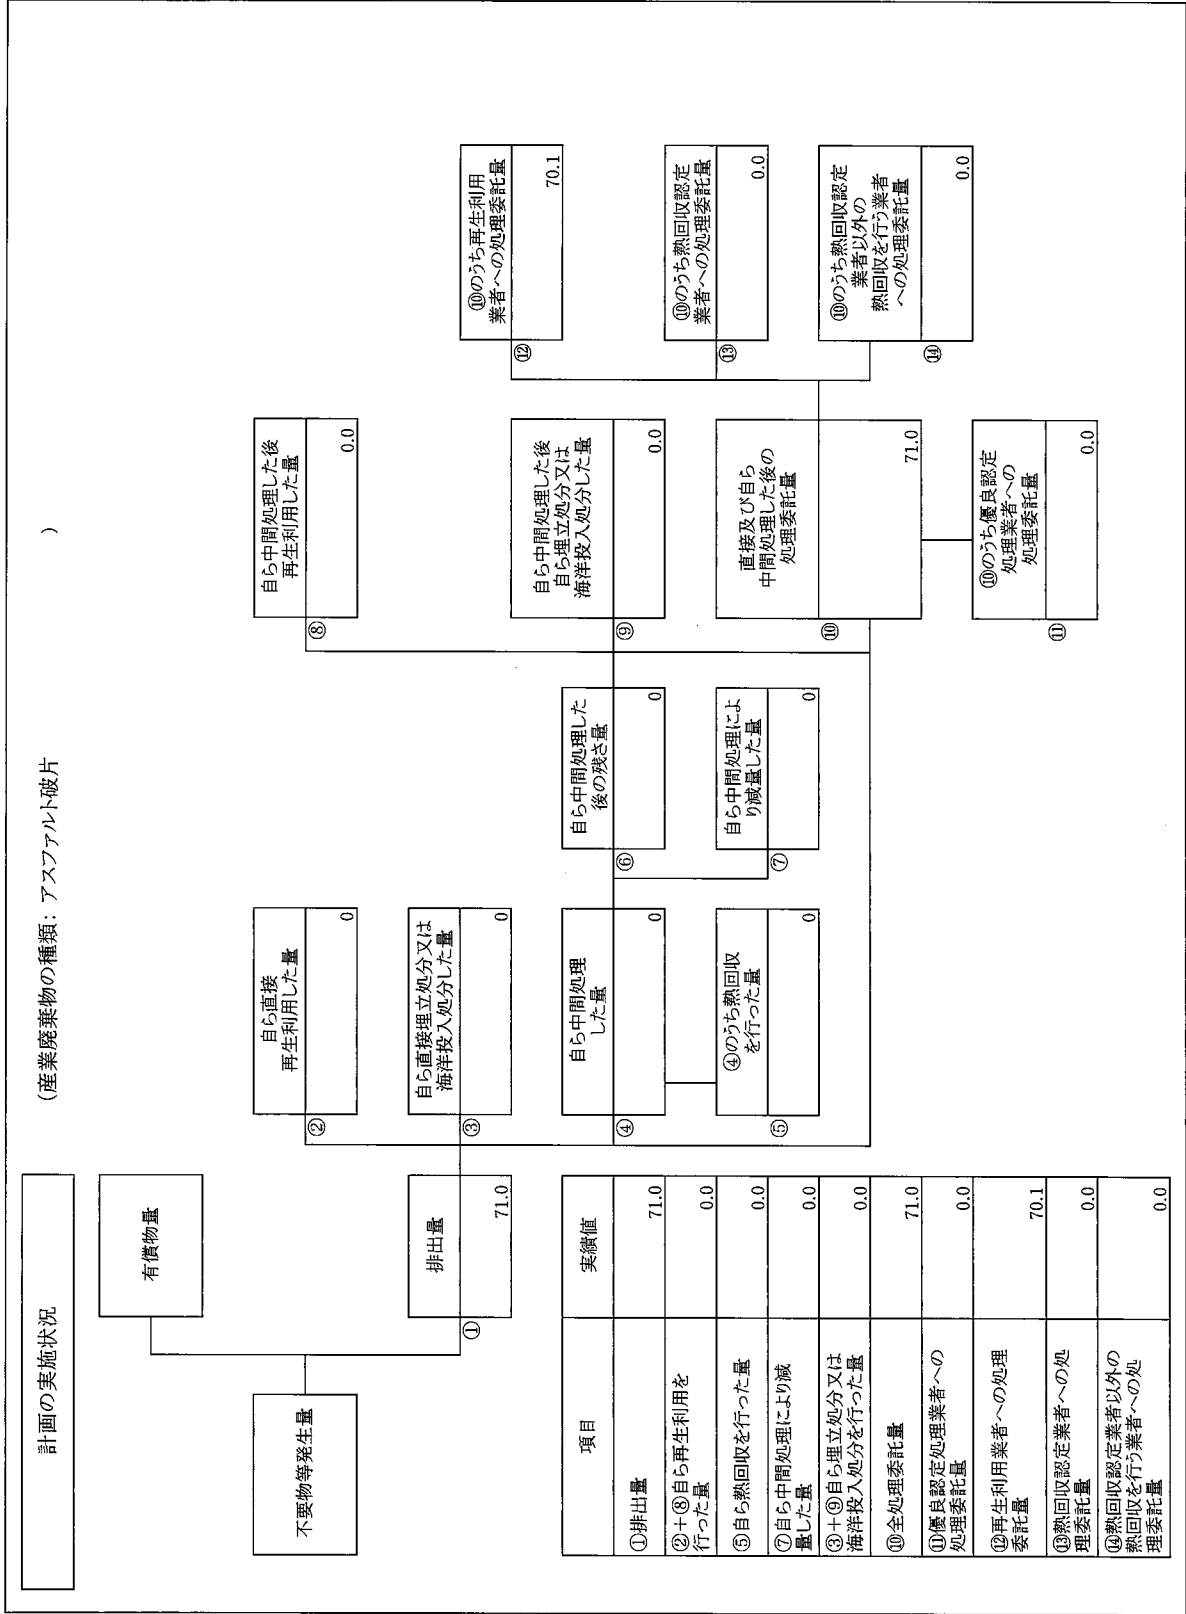 計画の実施状況
(産業廃棄物の種類: アスファルト破片
)
不要物等発生量
有償物量
排出量
①
71.0
自ら直接
再生利用した量
②
0
自ら直接埋立処分又は
海洋投入処分した量
③
0
自ら中間処理
した量
④
0
④のうち熱回収
を行った量
⑤
0
自ら中間処理した
後の残さ量
⑥
0
自ら中間処理によ
り減量した量
⑦
0
自ら中間処理した後
再生利用した量
⑧
0.0
自ら中間処理した後
自ら埋立処分又は
海洋投入処分した量
⑨
0.0
直接及び自ら
中間処理した後の
処理委託量
⑩
71.0
⑩のうち優良認定
処理業者への
処理委託量
⑪
0.0
⑩のうち再生利用
業者への処理委託量
⑫
70.1
⑩のうち熱回収認定
業者への処理委託量
⑬
0.0
⑩のうち熱回収認定
業者以外の
熱回収を行う業者
への処理委託量
⑭
0.0
項目 実績値
①排出量 71.0
②+⑧自ら再生利用を
行った量 0.0
⑤自ら熱回収を行った量 0.0
⑦自ら中間処理により減
量した量 0.0
③+⑨自ら埋立処分又は
海洋投入処分を行った量 0.0
⑩全処理委託量 71.0
⑪優良認定処理業者への
処理委託量 0.0
⑫再生利用業者への処理
委託量 70.1
⑬熱回収認定業者への処
理委託量 0.0
⑭熱回収認定業者以外の
熱回収を行う業者への処
理委託量 0.0